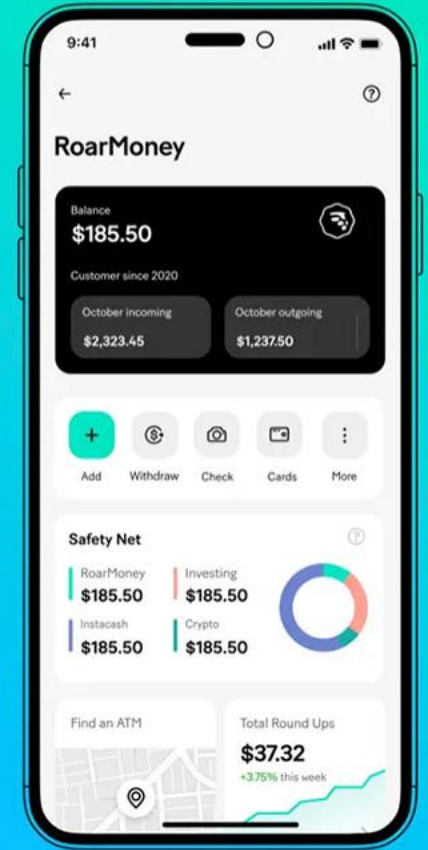 9:41
RoarMoney
Balance
$185.50
Customer since 2020
October incoming
$2,323.45
October outgoing
$1,237.50
Add
Withdraw
Check
Cards
More
Safety Net
?
RoarMoney
$185.50
Investing
$185.50
Instacash
$185.50
Crypto
$185.50
Find an ATM
Total Round Ups
$37.32
+3.75% this week